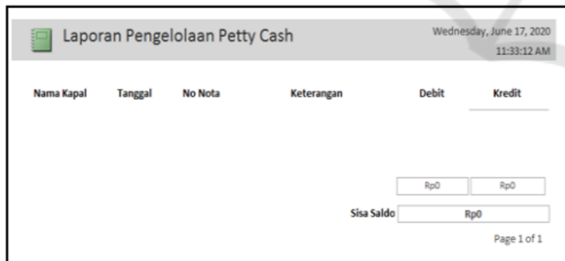 Laporan Pengelolaan Petty Cash
Wednesday, June 17, 2020
11:33:12 AM
Nama Kapal Tanggal No Nota Keterangan Debit Kredit
Rp0 Rp0
Sisa Saldo Rp0
Page 1 of 1